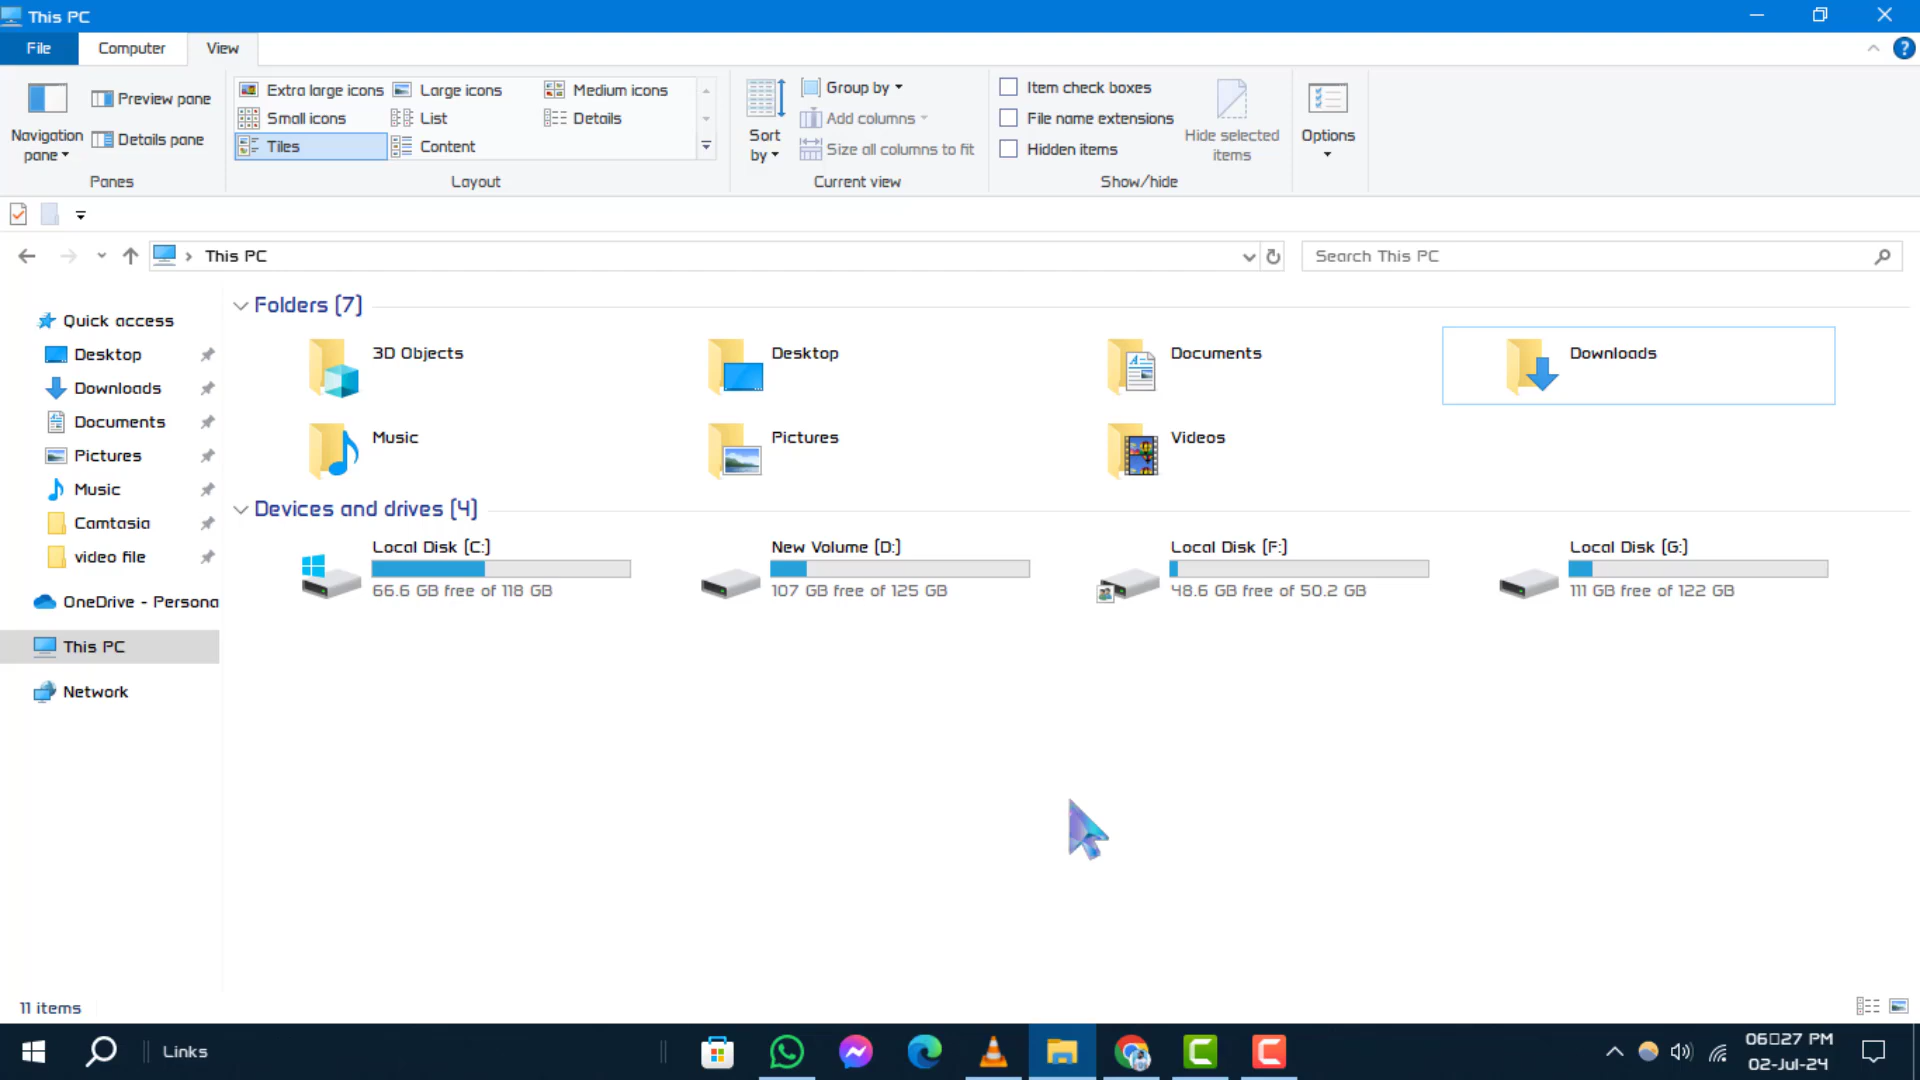 This PC
File Computer View
Navigation pane
Preview pane
Details pane
Panes
Extra large icons Large icons Medium icons
Small icons List Details
Tiles Content
Layout
Sort by
Group by
Add columns
Size all columns to fit
Current view
Item check boxes
File name extensions
Hidden items
Hide selected items
Show/hide
Options
This PC
Search This PC
Quick access
Desktop
Downloads
Documents
Pictures
Music
Camtasia
video file
OneDrive - Persona
This PC
Network
Folders (7)
3D Objects Desktop Documents Downloads
Music Pictures Videos
Devices and drives (4)
Local Disk (C:)
66.6 GB free of 118 GB
New Volume (D:)
107 GB free of 125 GB
Local Disk (F:)
48.6 GB free of 50.2 GB
Local Disk (G:)
111 GB free of 122 GB
11 items
Links
06□27 PM
02-Jul-24